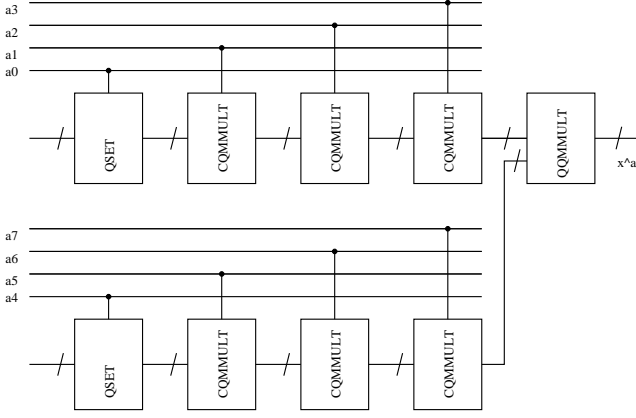 a3
a2
a1
a0
QSET
CQMMULT
CQMMULT
CQMMULT
QQMMULT
x^a
a7
a6
a5
a4
QSET
CQMMULT
CQMMULT
CQMMULT